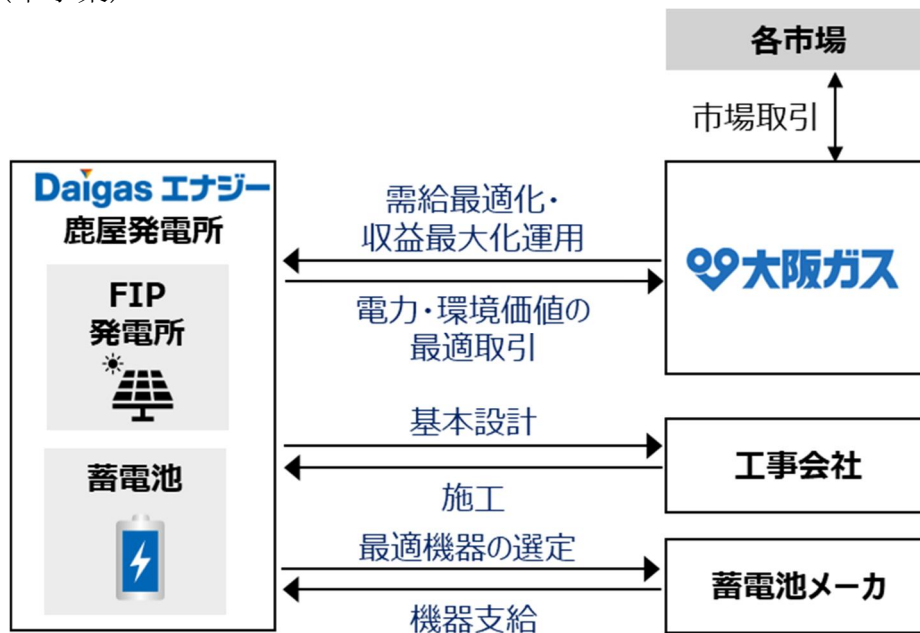 各市場
市場取引
Daigas エナジー
鹿屋発電所
FIP
発電所
蓄電池
需給最適化・
収益最大化運用
電力・環境価値の
最適取引
大阪ガス
基本設計
施工
工事会社
最適機器の選定
機器支給
蓄電池メーカ